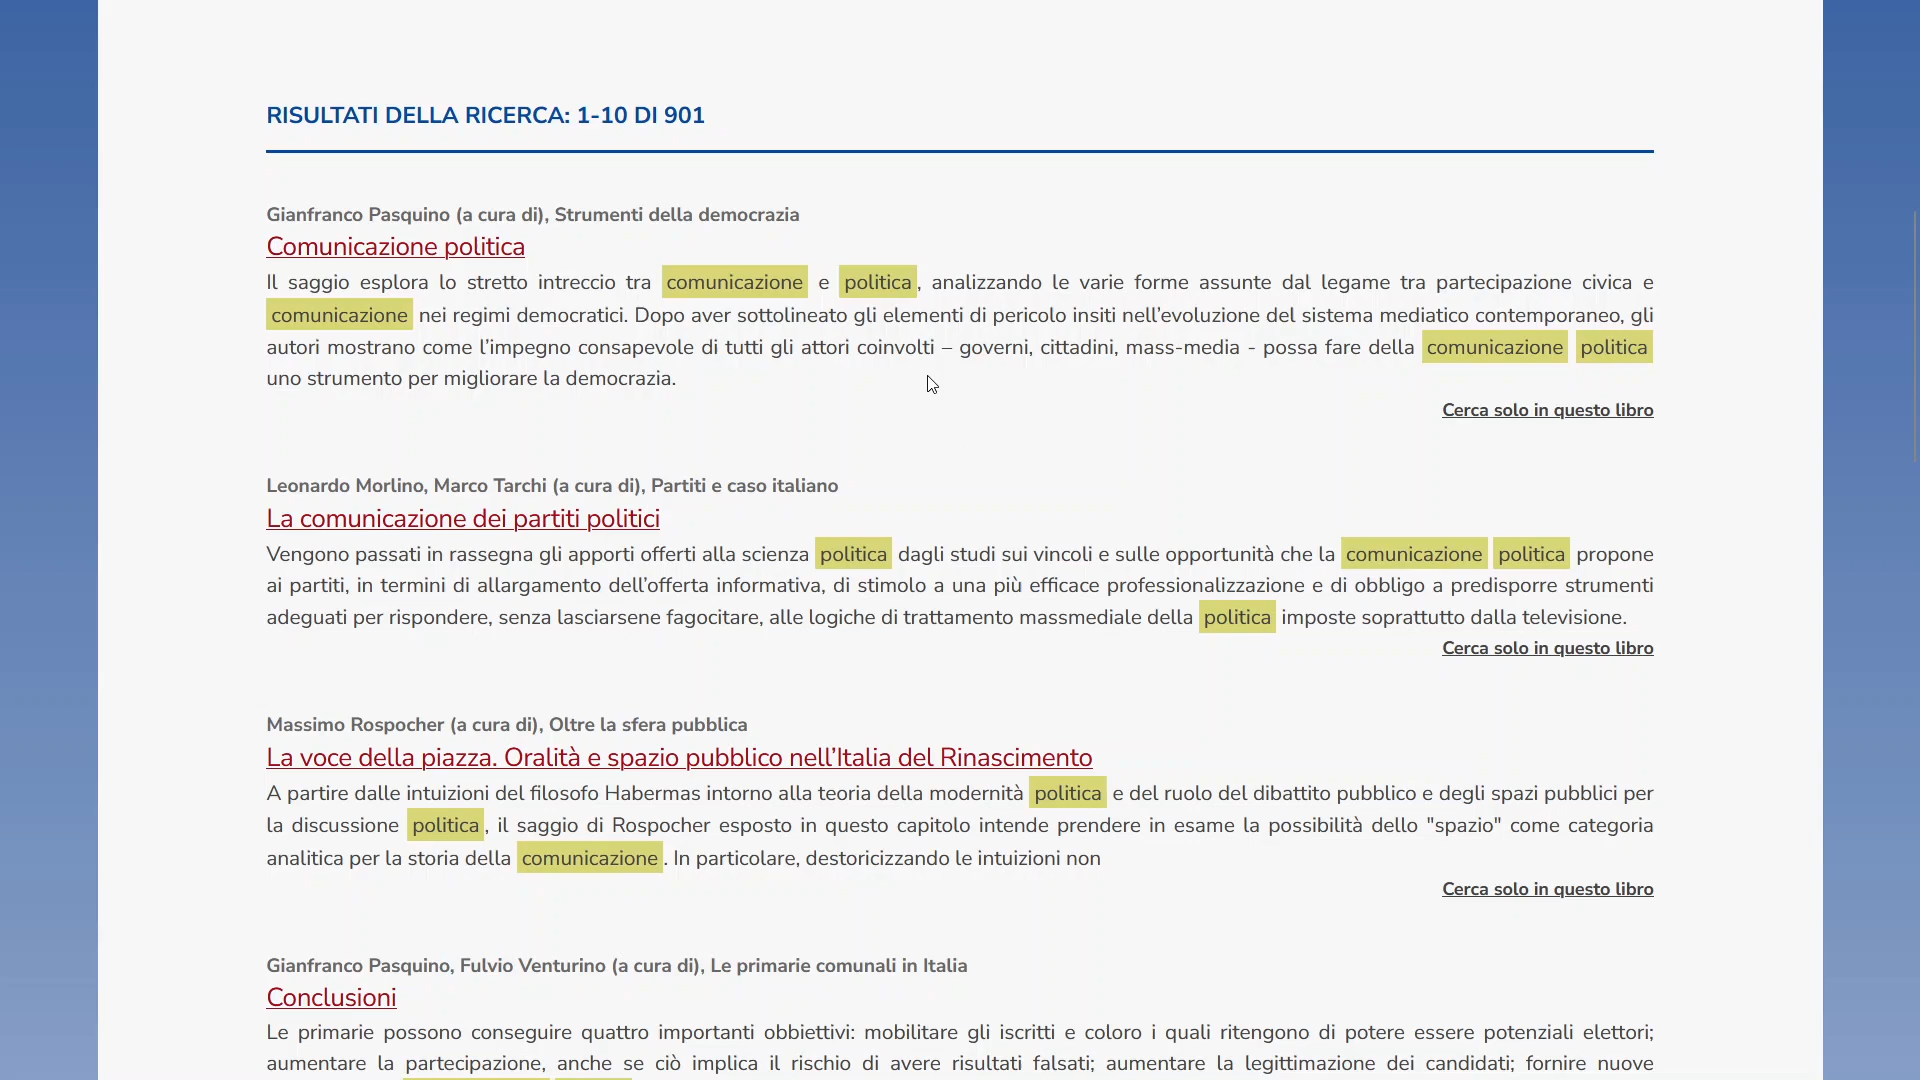 RISULTATI DELLA RICERCA: 1-10 DI 901
Gianfranco Pasquino (a cura di), Strumenti della democrazia
Comunicazione politica
Il saggio esplora lo stretto intreccio tra comunicazione e politica, analizzando le varie forme assunte dal legame tra partecipazione civica e
comunicazione nei regimi democratici. Dopo aver sottolineato gli elementi di pericolo insiti nell’evoluzione del sistema mediatico contemporaneo, gli
autori mostrano come l’impegno consapevole di tutti gli attori coinvolti – governi, cittadini, mass-media - possa fare della comunicazione politica
uno strumento per migliorare la democrazia.
Cerca solo in questo libro
Leonardo Morlino, Marco Tarchi (a cura di), Partiti e caso italiano
La comunicazione dei partiti politici
Vengono passati in rassegna gli apporti offerti alla scienza politica dagli studi sui vincoli e sulle opportunità che la comunicazione politica propone
ai partiti, in termini di allargamento dell’offerta informativa, di stimolo a una più efficace professionalizzazione e di obbligo a predisporre strumenti
adeguati per rispondere, senza lasciarsene fagocitare, alle logiche di trattamento massmediale della politica imposte soprattutto dalla televisione.
Cerca solo in questo libro
Massimo Rospocher (a cura di), Oltre la sfera pubblica
La voce della piazza. Oralità e spazio pubblico nell’Italia del Rinascimento
A partire dalle intuizioni del filosofo Habermas intorno alla teoria della modernità politica e del ruolo del dibattito pubblico e degli spazi pubblici per
la discussione politica, il saggio di Rospocher esposto in questo capitolo intende prendere in esame la possibilità dello "spazio" come categoria
analitica per la storia della comunicazione. In particolare, destoricizzando le intuizioni non
Cerca solo in questo libro
Gianfranco Pasquino, Fulvio Venturino (a cura di), Le primarie comunali in Italia
Conclusioni
Le primarie possono conseguire quattro importanti obbiettivi: mobilitare gli iscritti e coloro i quali ritengono di potere essere potenziali elettori;
aumentare la partecipazione, anche se ciò implica il rischio di avere risultati falsati; aumentare la legittimazione dei candidati; fornire nuove